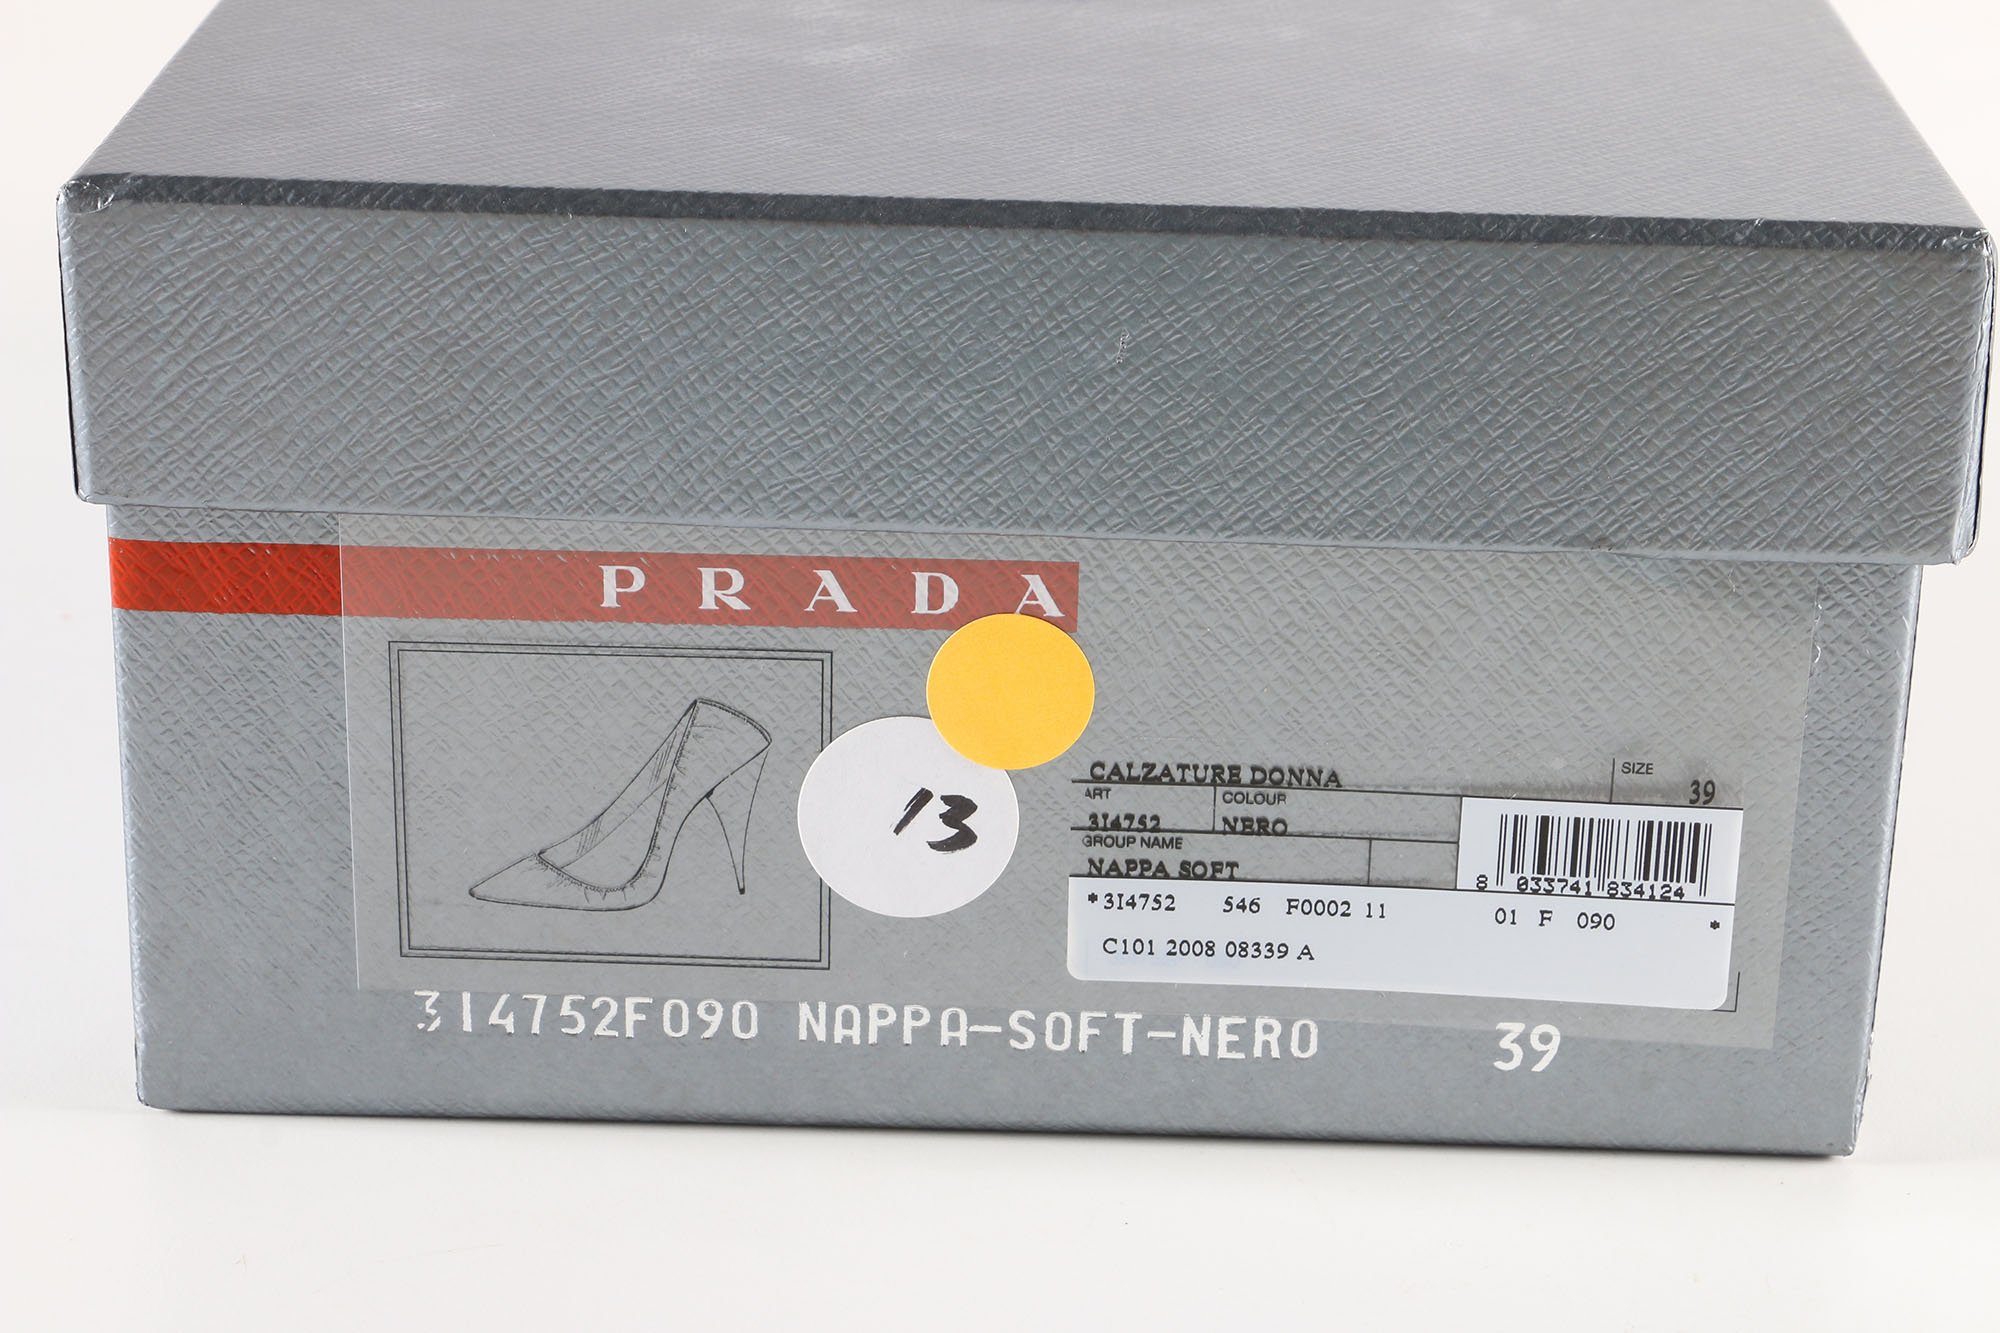 PRADA
13
CALZATURE DONNA SIZE 39
ART COLOUR
3I4752 NERO
GROUP NAME
NAPPA SOFT
8 033741 834124
*3I4752 546 F0002 11 01 F 090 *
C101 2008 08339 A
3I4752F090 NAPPA-SOFT-NERO 39